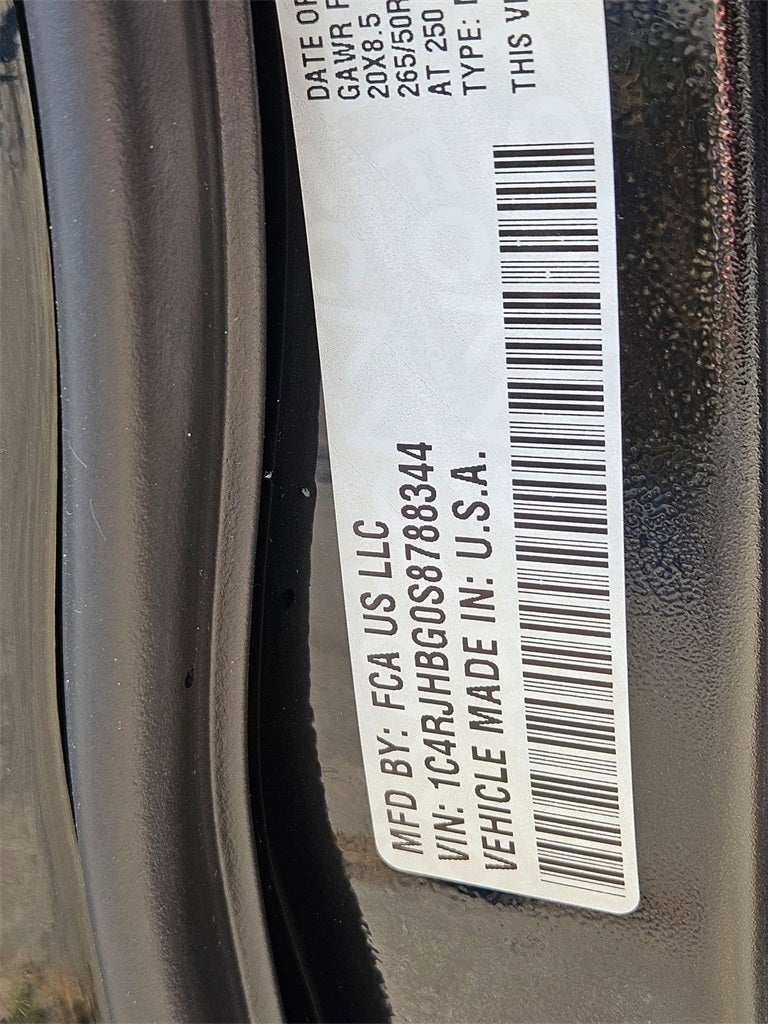 MFD BY: FCA US LLC
DATE OF
GAWR F
20X8.5
265/50R
AT 250
TYPE:
VIN: 1C4RJHBG0S8788344
VEHICLE MADE IN: U.S.A.
THIS